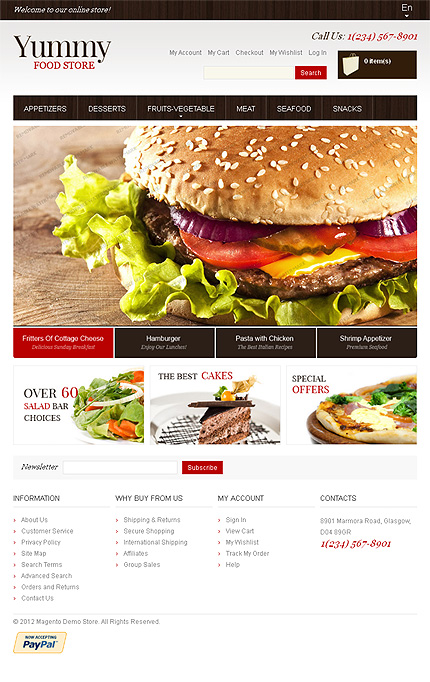 Welcome to our online store!
En
Yummy
FOOD STORE
Call Us: 1(234) 567-8901
My Account My Cart Checkout My Wishlist Log In
0 item(s)
Search
APPETIZERS DESSERTS FRUITS-VEGETABLE MEAT SEAFOOD SNACKS
Fritters Of Cottage Cheese
Delicious Sunday Breakfast
Hamburger
Enjoy Our Lunches!
Pasta with Chicken
The Best Italian Recipes
Shrimp Appetizer
Premium Seafood
OVER 60
SALAD BAR
CHOICES
THE BEST CAKES
SPECIAL
OFFERS
Newsletter
Subscribe
INFORMATION
About Us
Customer Service
Privacy Policy
Site Map
Search Terms
Advanced Search
Orders and Returns
Contact Us
WHY BUY FROM US
Shipping & Returns
Secure Shopping
International Shipping
Affiliates
Group Sales
MY ACCOUNT
Sign In
View Cart
My Wishlist
Track My Order
Help
CONTACTS
8901 Marmora Road, Glasgow,
D04 89GR
1(234) 567-8901
© 2012 Magento Demo Store. All Rights Reserved.
NOW ACCEPTING
PayPal